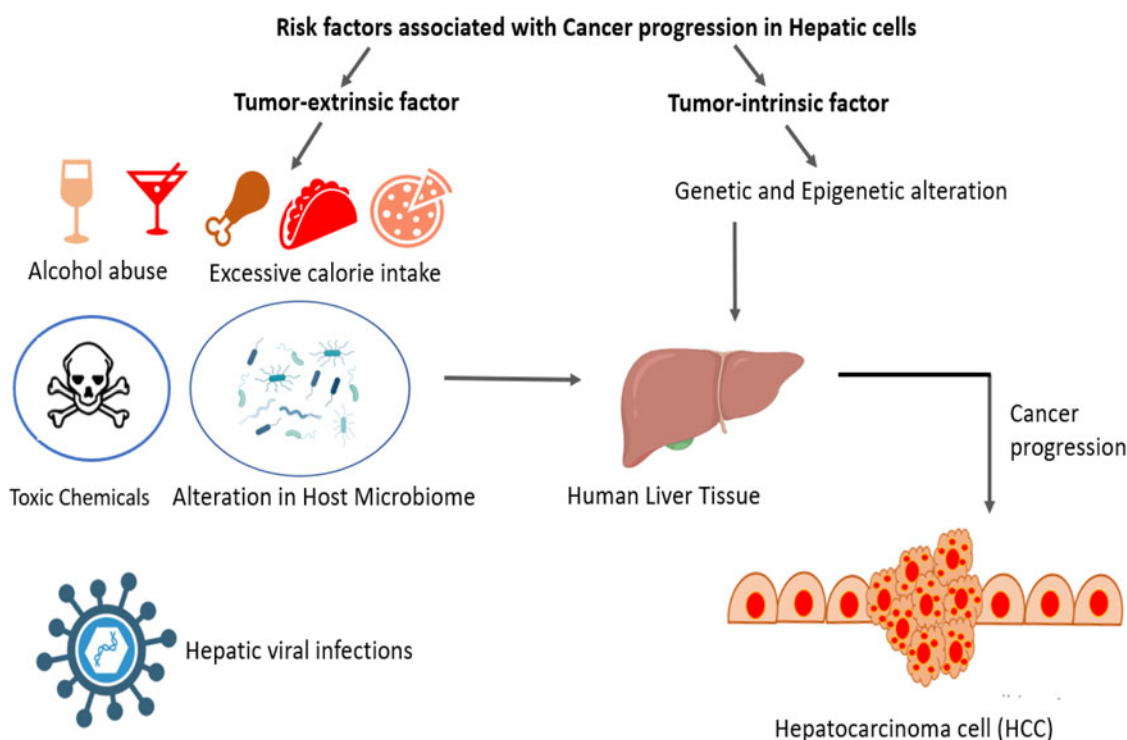 Risk factors associated with Cancer progression in Hepatic cells
Tumor-extrinsic factor
Tumor-intrinsic factor
Genetic and Epigenetic alteration
Alcohol abuse
Excessive calorie intake
Toxic Chemicals
Alteration in Host Microbiome
Human Liver Tissue
Cancer
progression
Hepatic viral infections
Hepatocarcinoma cell (HCC)